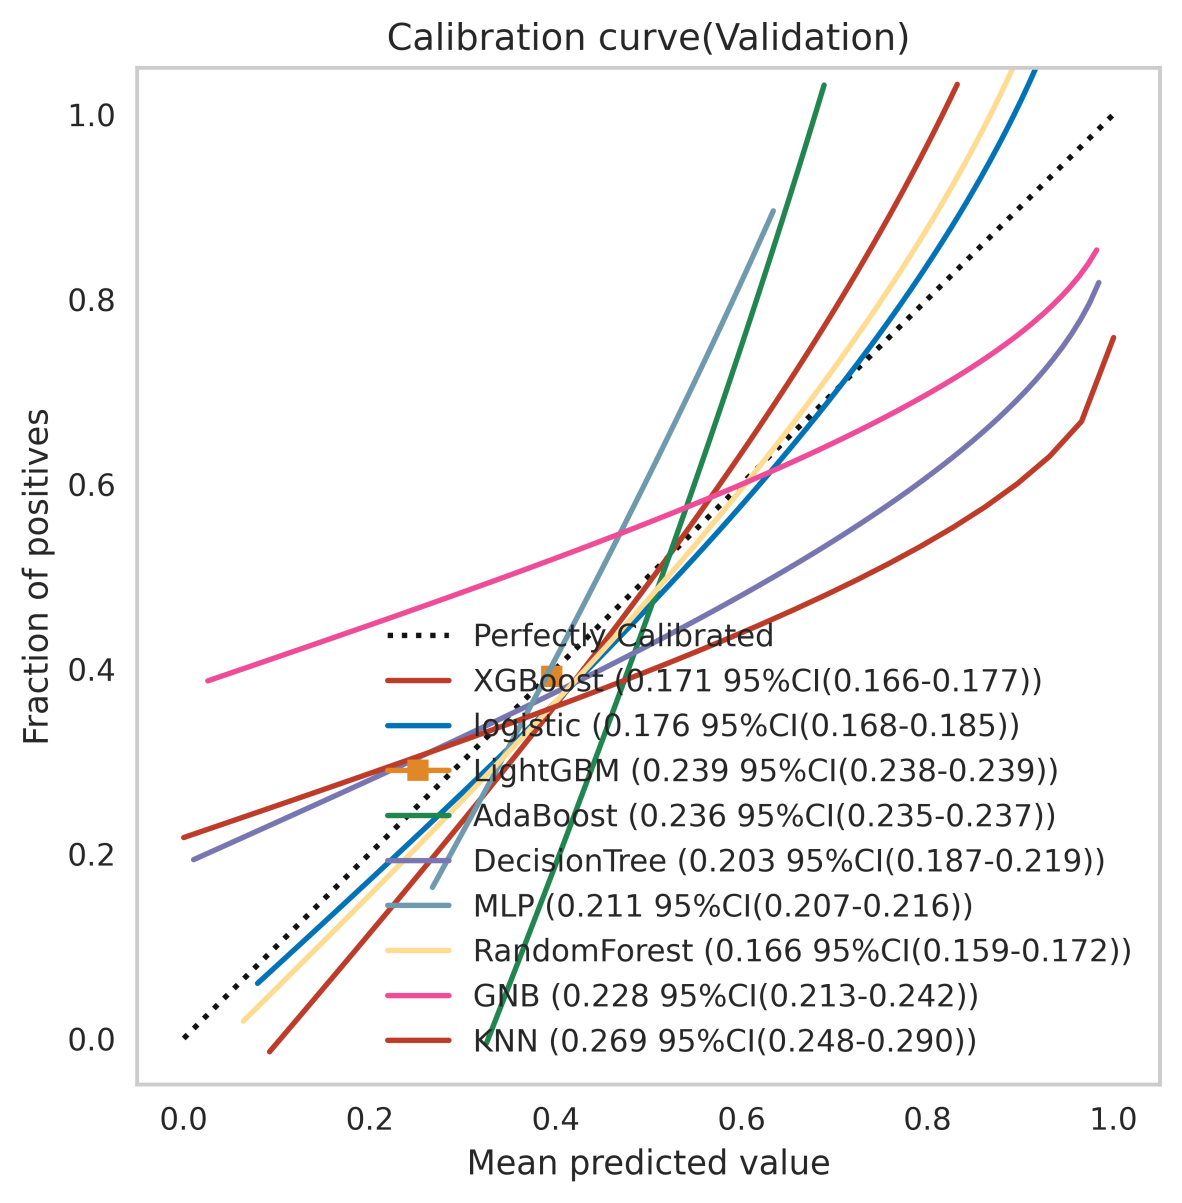 Calibration curve(Validation)
Fraction of positives
1.0
0.8
0.6
0.4
0.2
0.0
Perfectly Calibrated
XGBoost (0.171 95%CI(0.166-0.177))
logistic (0.176 95%CI(0.168-0.185))
LightGBM (0.239 95%CI(0.238-0.239))
AdaBoost (0.236 95%CI(0.235-0.237))
DecisionTree (0.203 95%CI(0.187-0.219))
MLP (0.211 95%CI(0.207-0.216))
RandomForest (0.166 95%CI(0.159-0.172))
GNB (0.228 95%CI(0.213-0.242))
KNN (0.269 95%CI(0.248-0.290))
0.0 0.2 0.4 0.6 0.8 1.0
Mean predicted value